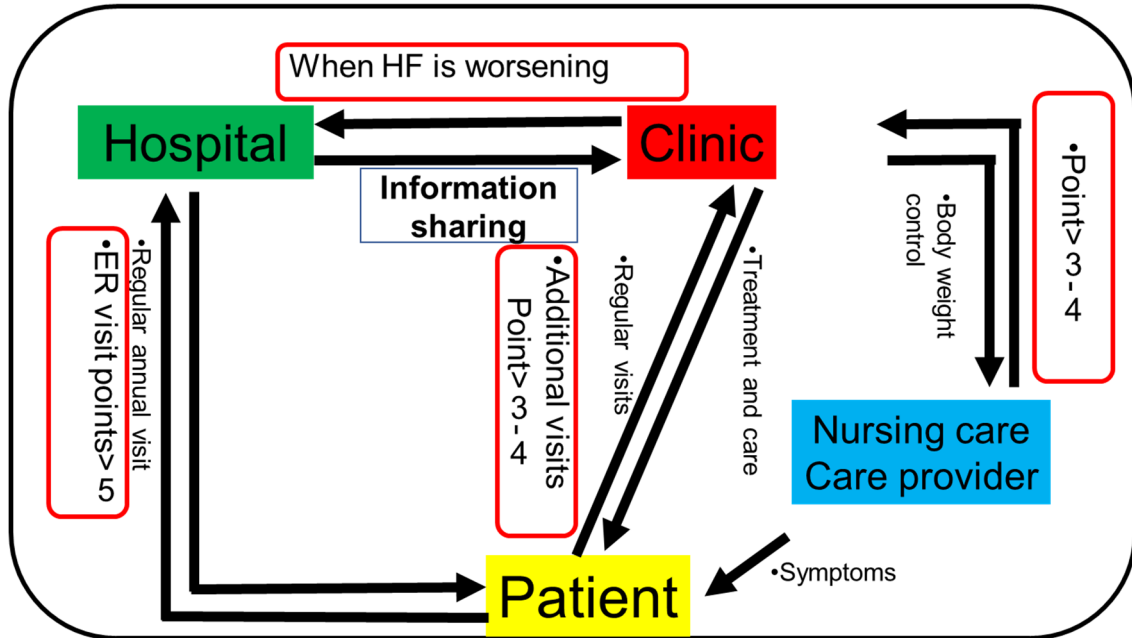 When HF is worsening
Hospital
Clinic
Information
sharing
•Point>
3-4
•Body weight
control
•Regular annual visit
•ER visit points>
5
•Additional visits
Point>
3-4
•Regular visits
•Treatment and care
Nursing care
Care provider
•Symptoms
Patient